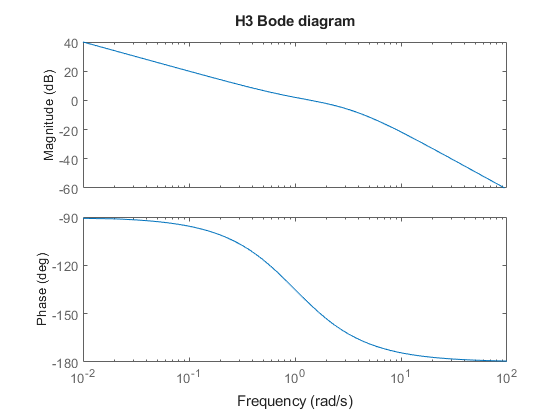 H3 Bode diagram
Magnitude (dB)
40
20
0
-20
-40
-60
Phase (deg)
-90
-120
-150
-180
10^-2 10^-1 10^0 10^1 10^2
Frequency (rad/s)